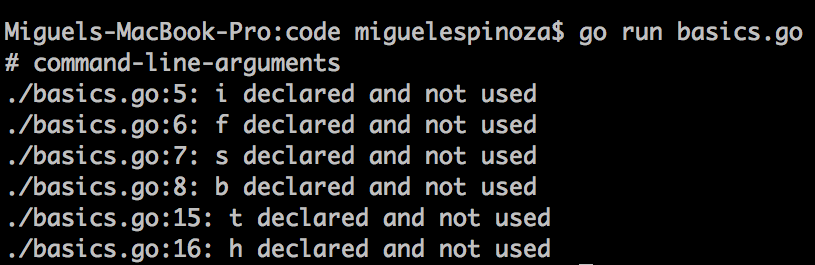 Miguels-MacBook-Pro:code miguelespinoza$ go run basics.go
# command-line-arguments
./basics.go:5: i declared and not used
./basics.go:6: f declared and not used
./basics.go:7: s declared and not used
./basics.go:8: b declared and not used
./basics.go:15: t declared and not used
./basics.go:16: h declared and not used